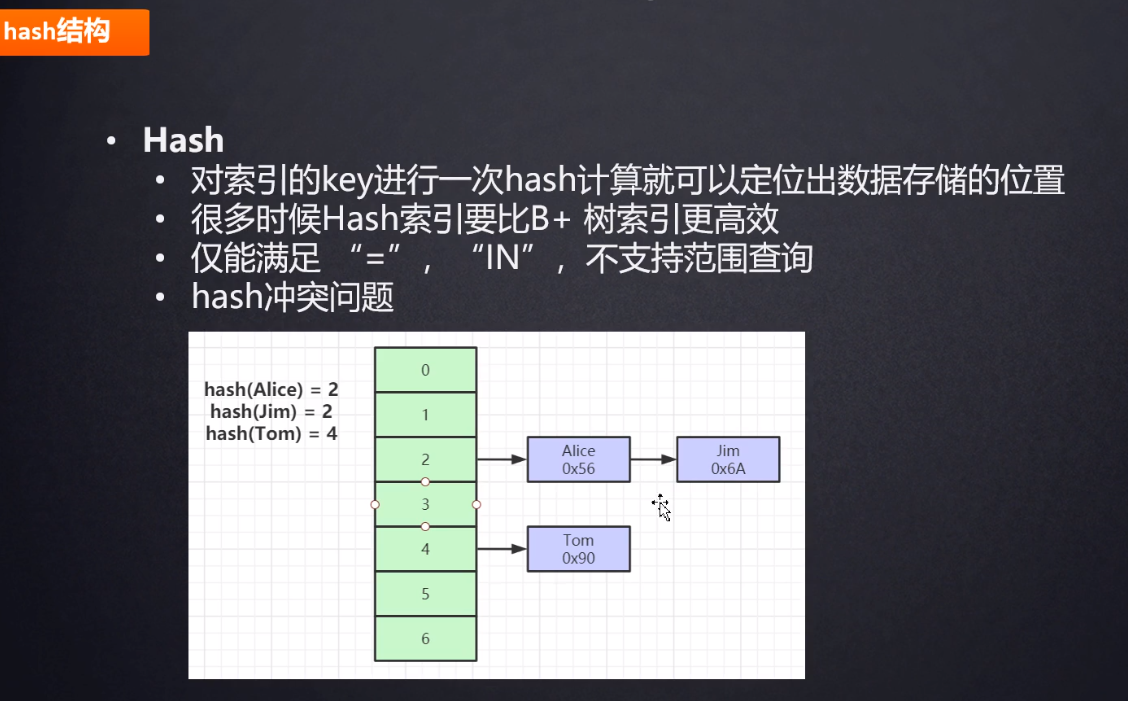 hash结构
Hash
对索引的key进行一次hash计算就可以定位出数据存储的位置
很多时候Hash索引要比B+ 树索引更高效
仅能满足 “=”， “IN”，不支持范围查询
hash冲突问题
hash(Alice) = 2
hash(Jim) = 2
hash(Tom) = 4
0
1
2
3
4
5
6
Alice
0x56
Jim
0x6A
Tom
0x90